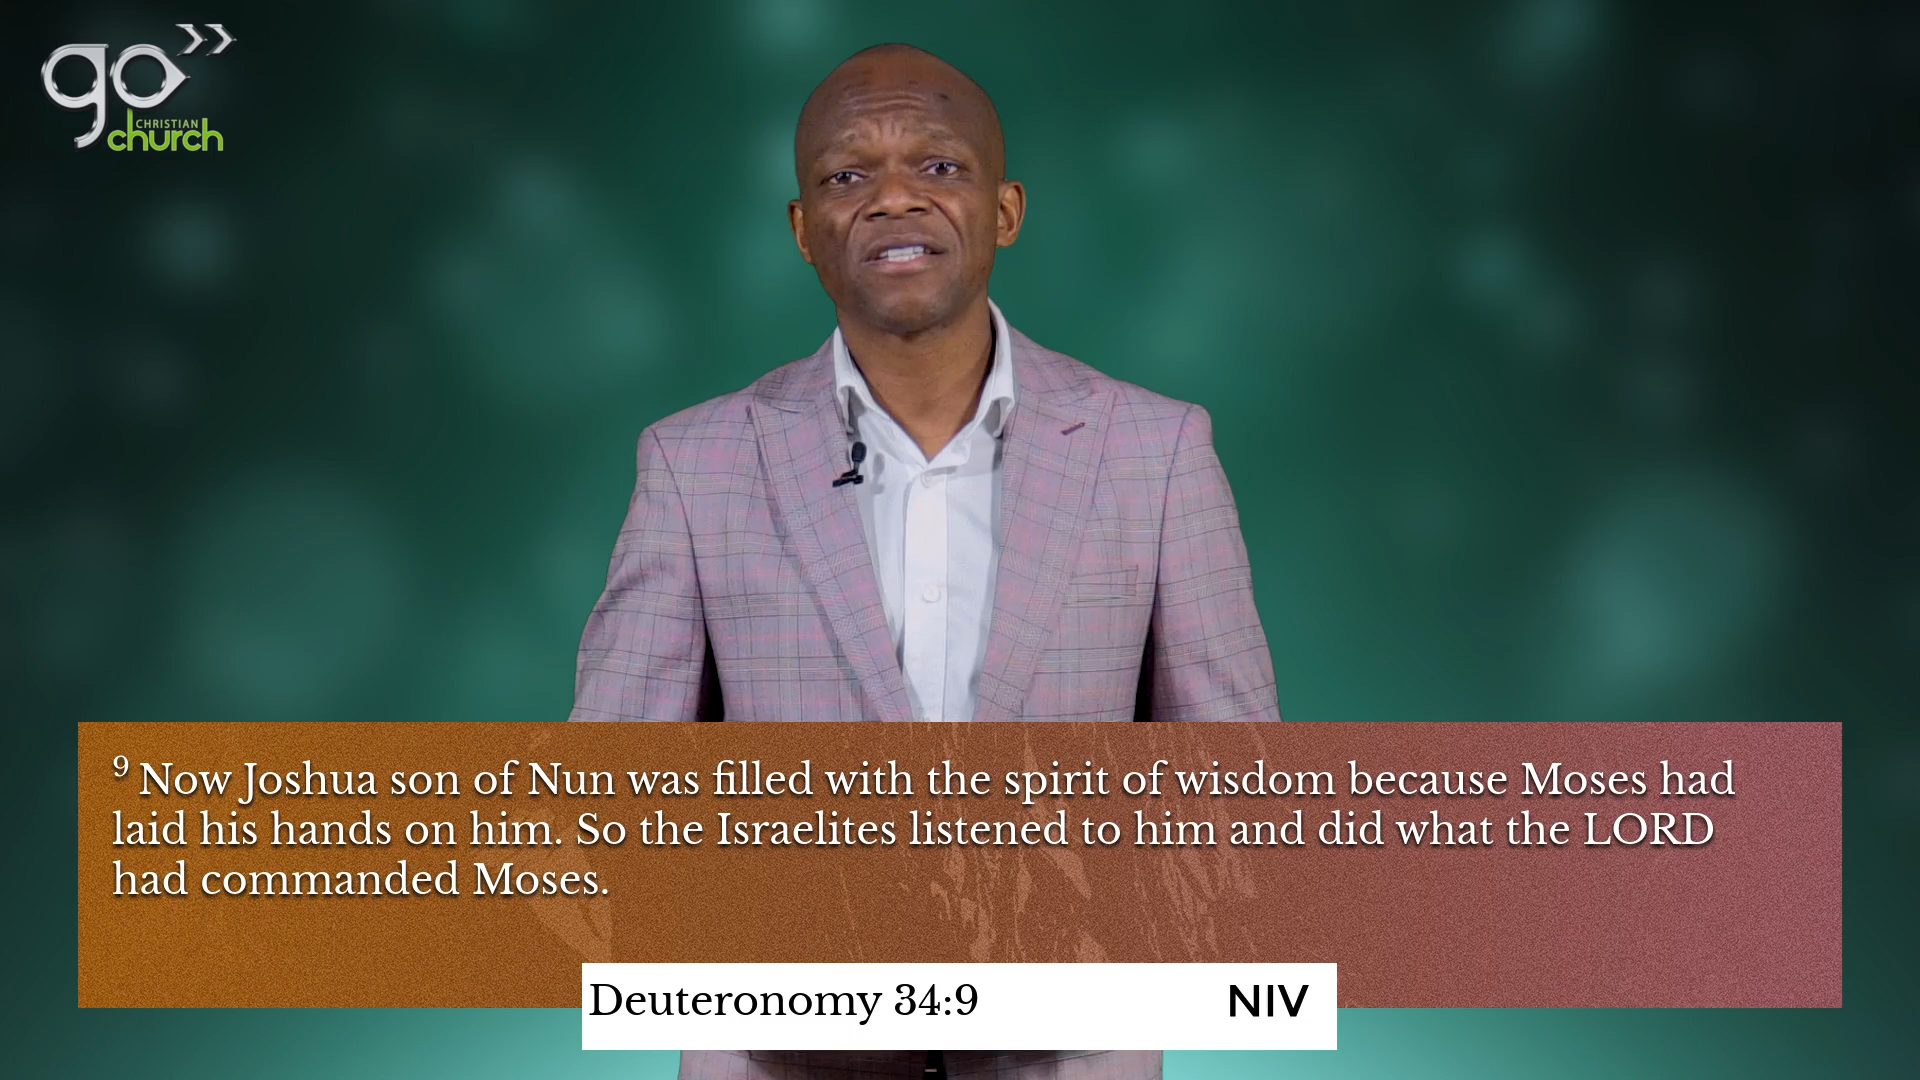 go
CHRISTIAN
church
9 Now Joshua son of Nun was filled with the spirit of wisdom because Moses had
laid his hands on him. So the Israelites listened to him and did what the LORD
had commanded Moses.
Deuteronomy 34:9 NIV